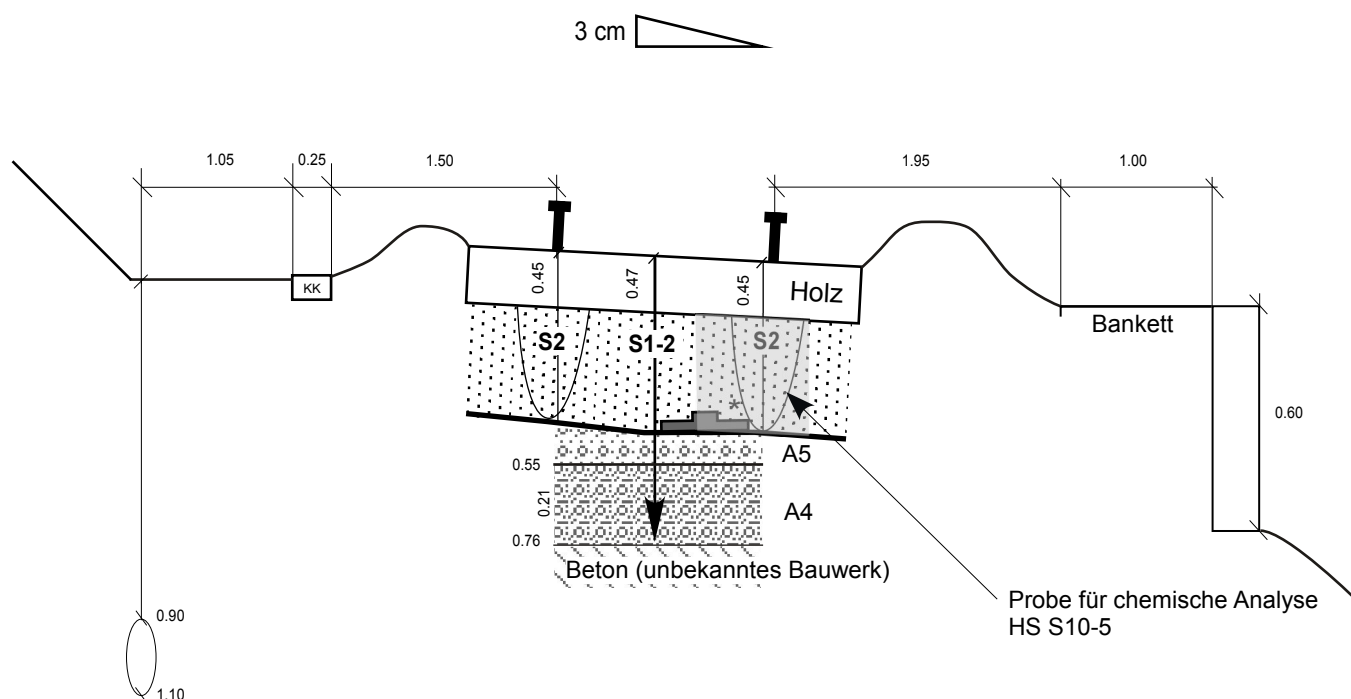 3 cm
1.05
0.25
1.50
1.95
1.00
KK
0.45
0.47
0.45
Holz
Bankett
S2
S1-2
S2
*
0.60
A5
0.55
0.21
A4
0.76
Beton (unbekanntes Bauwerk)
Probe für chemische Analyse
HS S10-5
0.90
1.10